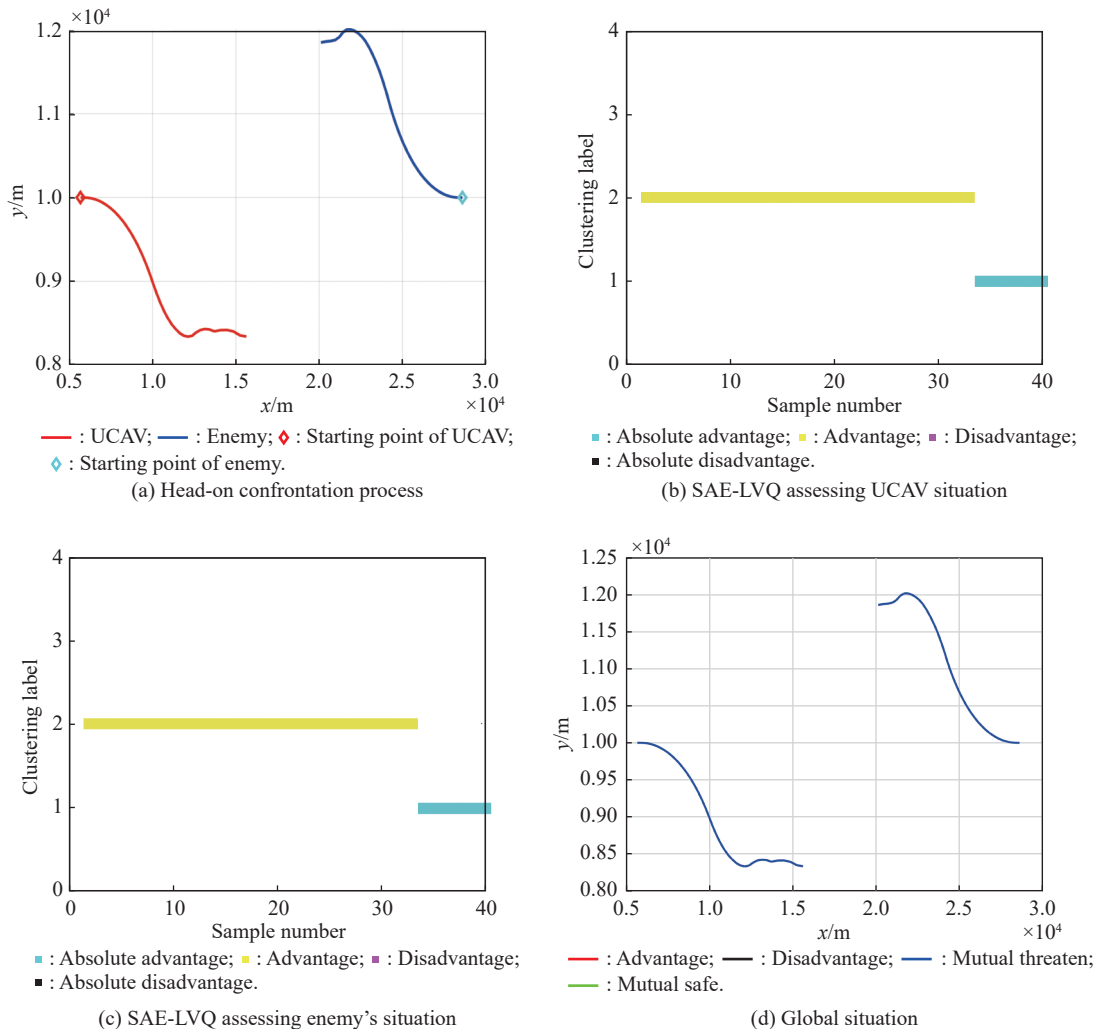 ×10⁴
1.2
1.1
1.0
0.9
0.8
y/m
0.5 1.0 1.5 2.0 2.5 3.0
x/m
×10⁴
: UCAV; : Enemy; : Starting point of UCAV;
: Starting point of enemy.
(a) Head-on confrontation process
4
3
2
1
0
Clustering label
0 10 20 30 40
Sample number
: Absolute advantage; : Advantage; : Disadvantage;
: Absolute disadvantage.
(b) SAE-LVQ assessing UCAV situation
4
3
2
1
0
Clustering label
0 10 20 30 40
Sample number
: Absolute advantage; : Advantage; : Disadvantage;
: Absolute disadvantage.
(c) SAE-LVQ assessing enemy's situation
×10⁴
1.25
1.20
1.15
1.10
1.05
1.00
0.95
0.90
0.85
0.80
y/m
0.5 1.0 1.5 2.0 2.5 3.0
x/m
×10⁴
: Advantage; : Disadvantage; : Mutual threaten;
: Mutual safe.
(d) Global situation